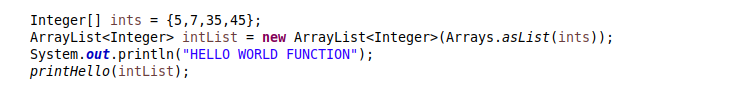 Integer[] ints = {5,7,35,45};
ArrayList<Integer> intList = new ArrayList<Integer>(Arrays.asList(ints));
System.out.println("HELLO WORLD FUNCTION");
printHello(intList);